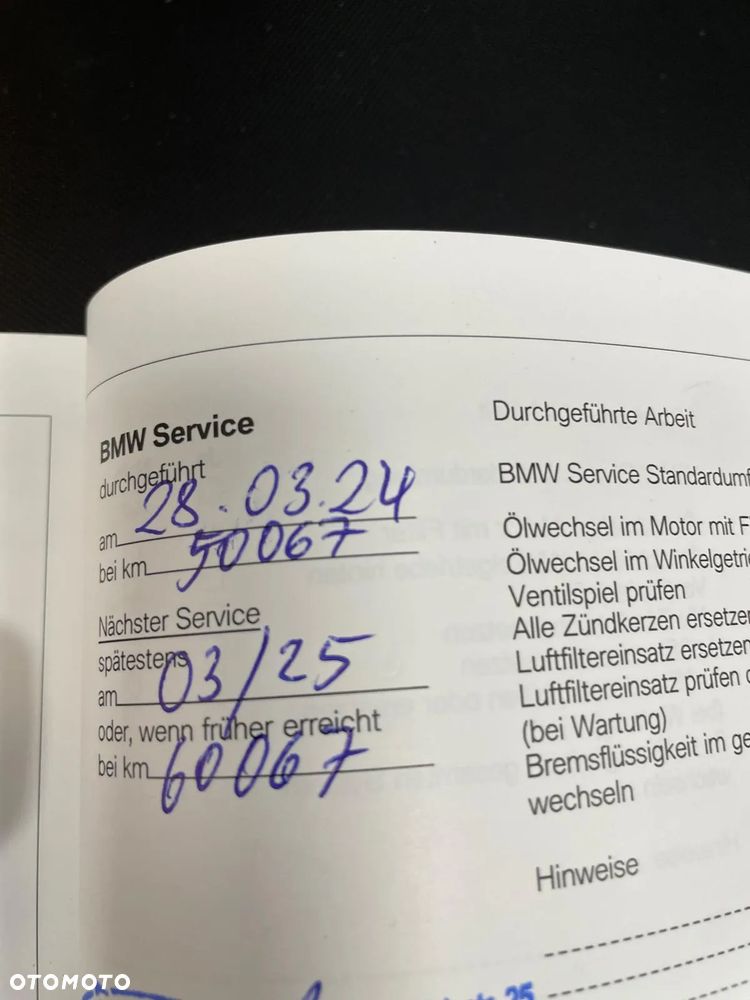 BMW Service
durchgeführt
am 28.03.24
bei km 50067
Nächster Service
spätestens
am 03/25
oder, wenn früher erreicht
bei km 60067
Durchgeführte Arbeit
BMW Service Standardumf
Ölwechsel im Motor mit F
Ölwechsel im Winkelgetrie
Ventilspiel prüfen
Alle Zündkerzen ersetzen
Luftfiltereinsatz ersetzen
Luftfiltereinsatz prüfen o
(bei Wartung)
Bremsflüssigkeit im ge
wechseln
Hinweise
25
OTOMOTO